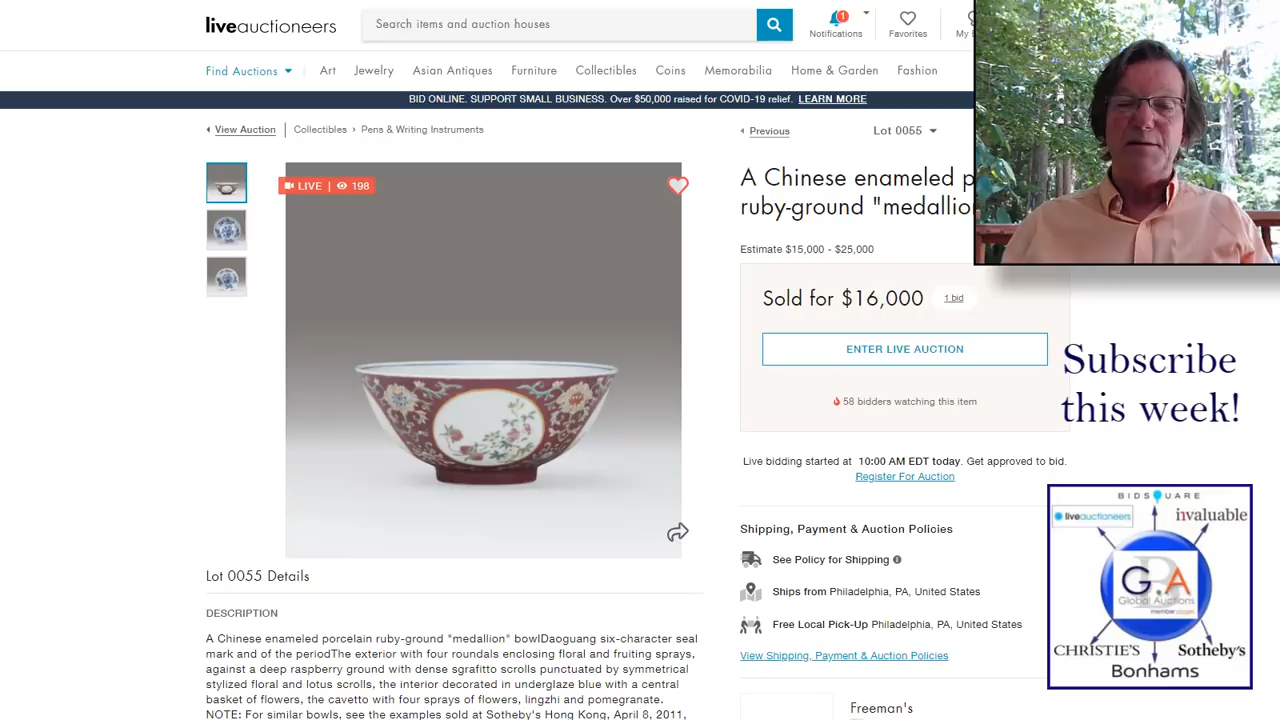 liveauctioneers
Search items and auction houses
1
Notifications
Favorites
Find Auctions
Art
Jewelry
Asian Antiques
Furniture
Collectibles
Coins
Memorabilia
Home & Garden
Fashion
BID ONLINE. SUPPORT SMALL BUSINESS. Over $50,000 raised for COVID-19 relief. LEARN MORE
View Auction
Collectibles › Pens & Writing Instruments
Previous
Lot 0055
LIVE | 198
A Chinese enameled
ruby-ground
Estimate $15,000 - $25,000
Sold for $16,000
1 bid
ENTER LIVE AUCTION
58 bidders watching this item
Live bidding started at 10:00 AM EDT today. Get approved to bid.
Register For Auction
Shipping, Payment & Auction Policies
See Policy for Shipping
Ships from Philadelphia, PA, United States
Free Local Pick-Up Philadelphia, PA, United States
View Shipping, Payment & Auction Policies
Freeman's
Lot 0055 Details
DESCRIPTION
A Chinese enameled porcelain ruby-ground "medallion" bowlDaoguang six-character seal
mark and of the periodThe exterior with four roundals enclosing floral and fruiting sprays,
against a deep raspberry ground with dense sgrafitto scrolls punctuated by symmetrical
stylized floral and lotus scrolls, the interior decorated in underglaze blue with a central
basket of flowers, the cavetto with four sprays of flowers, lingzhi and pomegranate.
NOTE: For similar bowls, see the examples sold at Sotheby's Hong Kong, April 8, 2011,
Subscribe
this week!
BIDSQUARE
liveauctioneers
invaluable
Global Auctions
CHRISTIE'S
Sotheby's
Bonhams